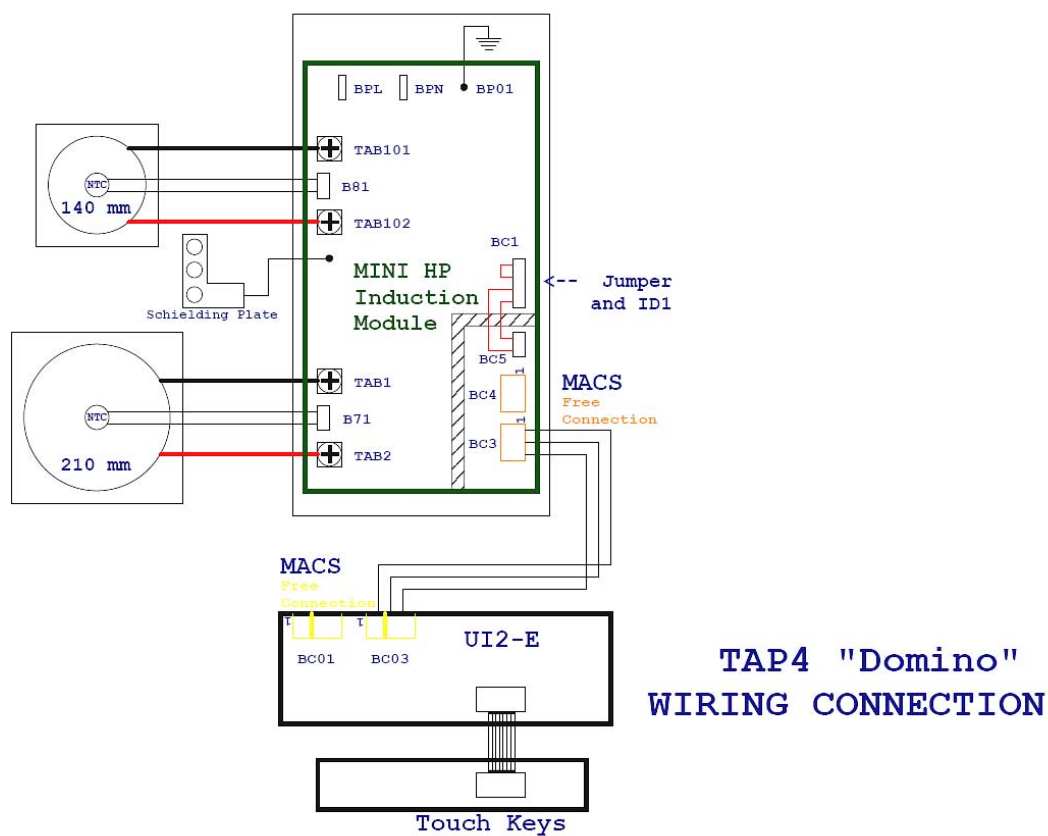 BPL
BPN
BP01
TAB101
NTC
B81
140 mm
TAB102
BC1
MINI HP
Induction
Module
<-- Jumper
and ID1
Schielding Plate
BC5
1
TAB1
MACS
BC4
Free
Connection
NTC
B71
1
BC3
210 mm
TAB2
MACS
Free
Connection
1
1
UI2-E
BC01
BC03
TAP4 "Domino"
WIRING CONNECTION
Touch Keys